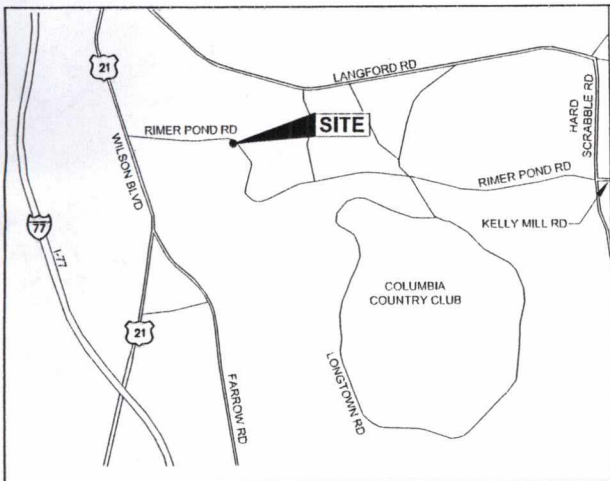 21
LANGFORD RD
RIMER POND RD
SITE
WILSON BLVD
HARD
SCRABBLE RD
RIMER POND RD
KELLY MILL RD
77
I-77
COLUMBIA
COUNTRY CLUB
21
FARROW RD
LONGTOWN RD